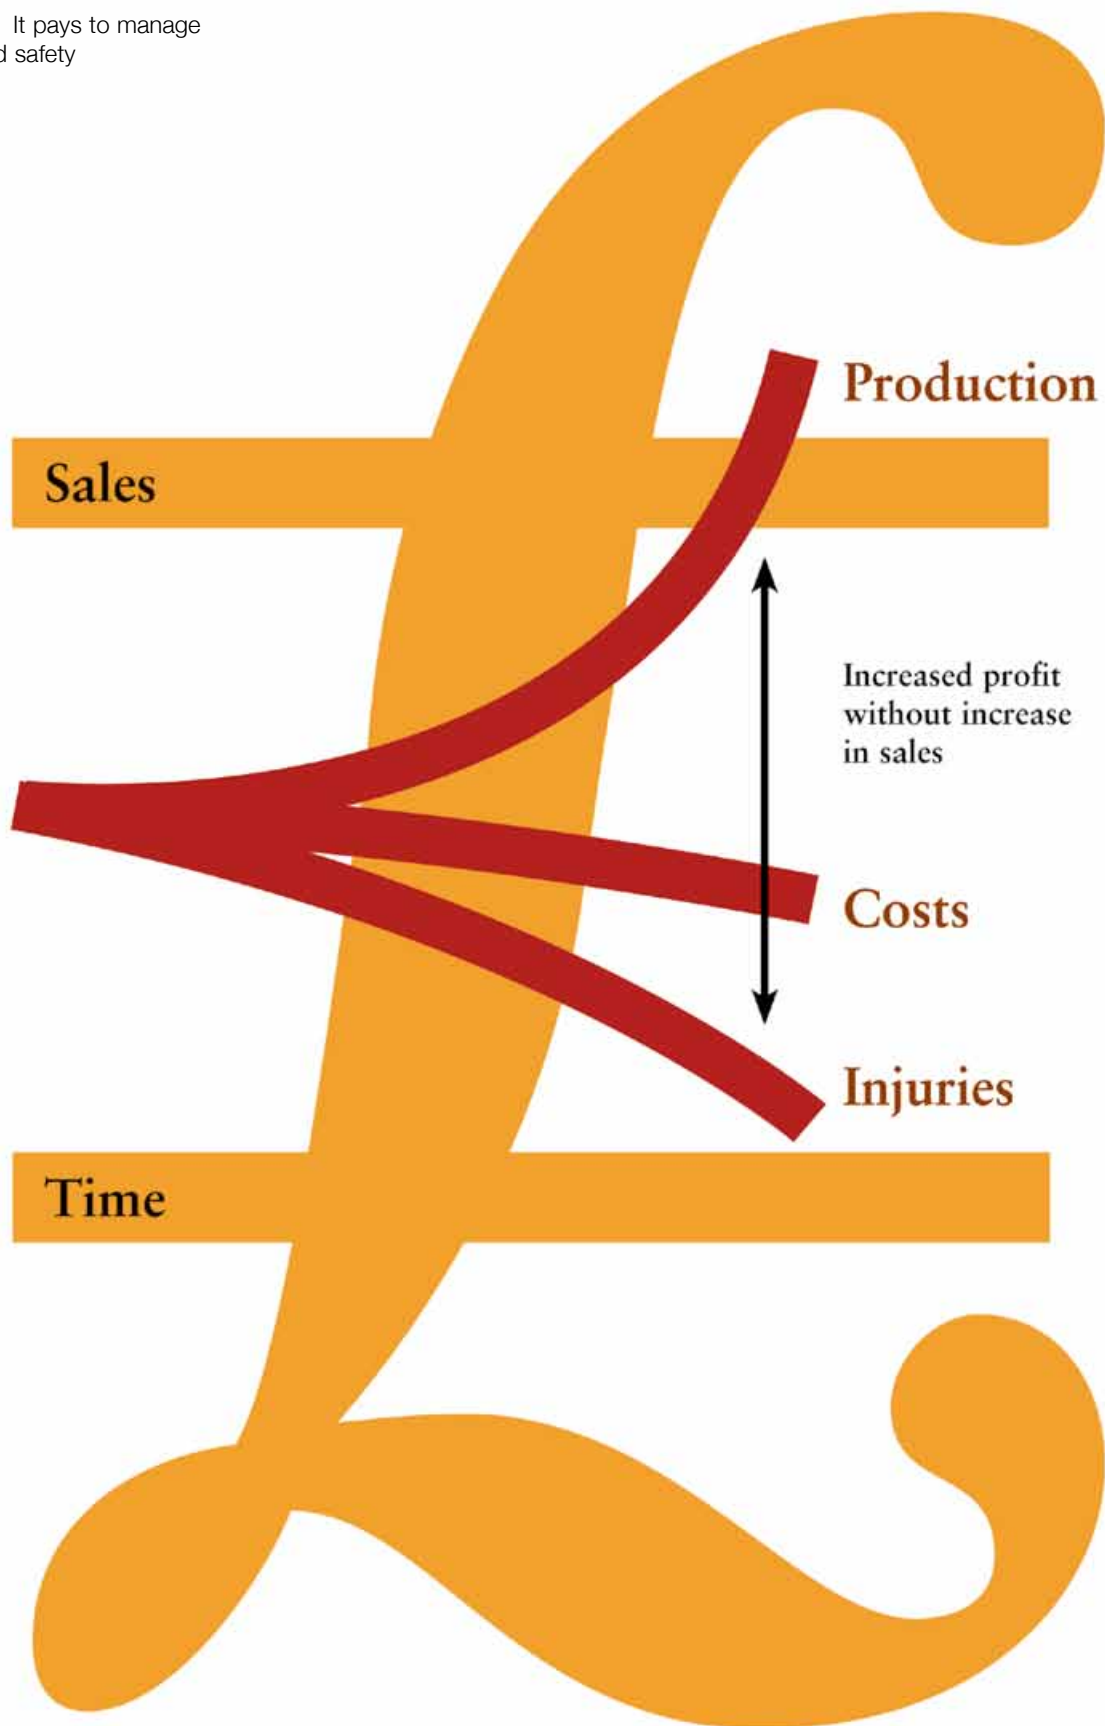 It pays to manage
d safety
Production
Sales
Increased profit
without increase
in sales
Costs
Injuries
Time